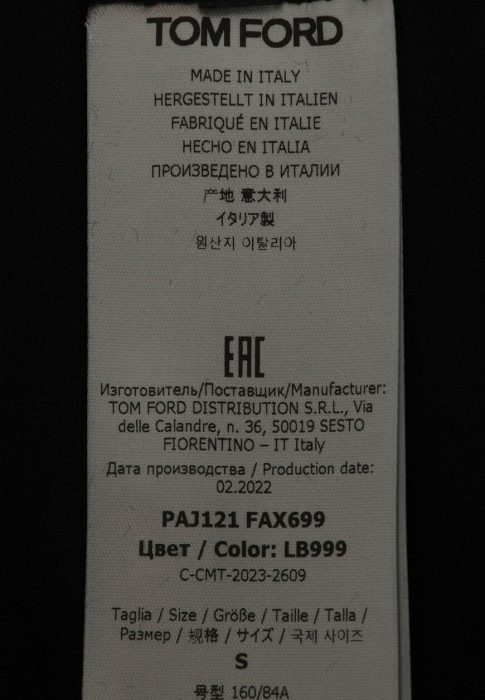 TOM FORD
MADE IN ITALY
HERGESTELLT IN ITALIEN
FABRIQUÉ EN ITALIE
HECHO EN ITALIA
ПРОИЗВЕДЕНО В ИТАЛИИ
产地 意大利
イタリア製
원산지 이탈리아
EAC
Изготовитель/Поставщик/Manufacturer:
TOM FORD DISTRIBUTION S.R.L., Via
delle Calandre, n. 36, 50019 SESTO
FIORENTINO – IT Italy
Дата производства / Production date:
02.2022
PAJ121 FAX699
Цвет / Color: LB999
C-CMT-2023-2609
Taglia / Size / Größe / Taille / Talla /
Размер / 规格 / サイズ / 국제 사이즈
S
号型 160/84A